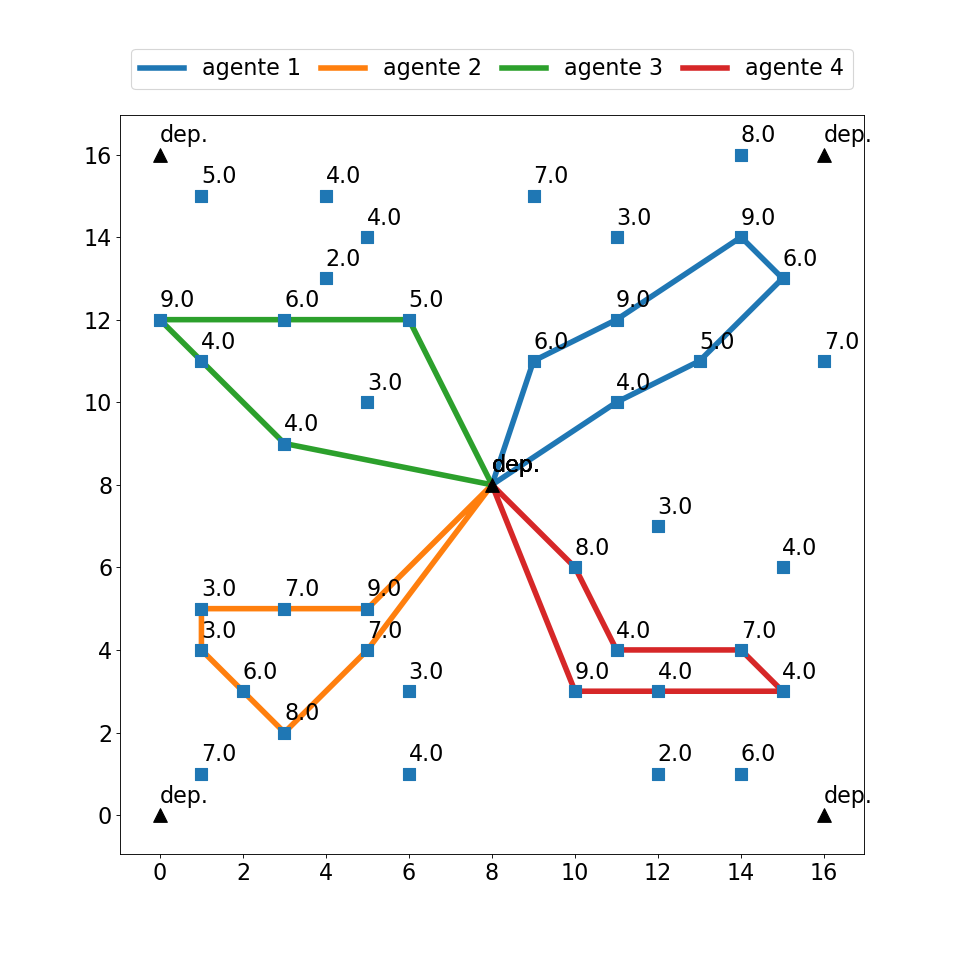 agente 1 agente 2 agente 3 agente 4
dep. 8.0 dep.
16
5.0 4.0 7.0
4.0 3.0 9.0
14
2.0 6.0
9.0 6.0 5.0 9.0
12
4.0 6.0 5.0 7.0
3.0 4.0
10
4.0
dep.
8
3.0
8.0 4.0
6
3.0 7.0 9.0
3.0 7.0 4.0 7.0
4
6.0 3.0 9.0 4.0 4.0
8.0
2
7.0 4.0 2.0 6.0
dep. dep.
0
0 2 4 6 8 10 12 14 16